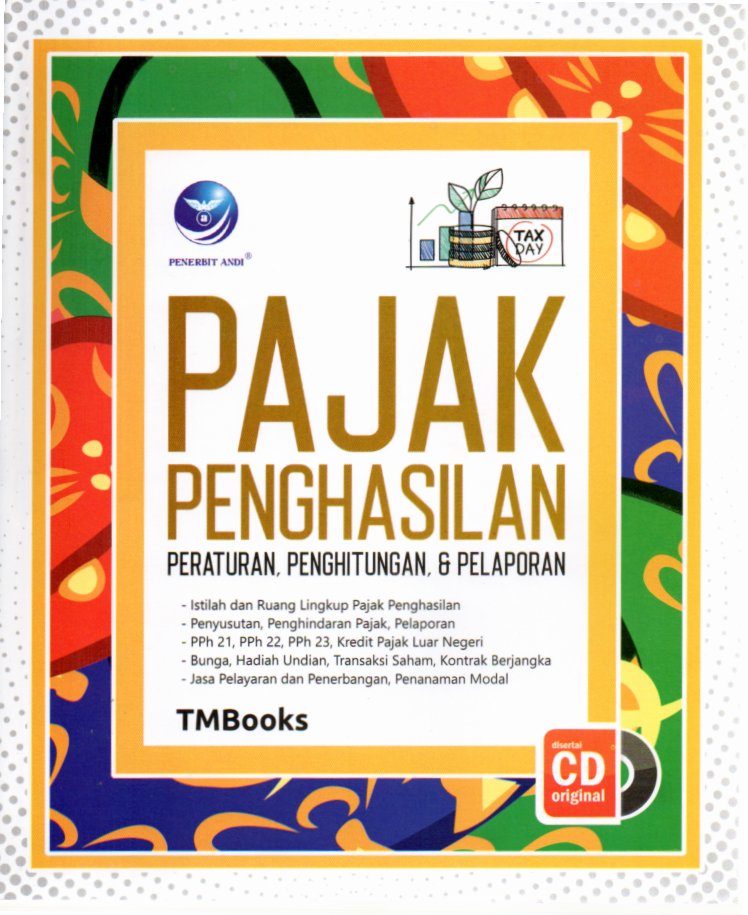 PENERBIT ANDI®
TAX
DAY
PAJAK
PENGHASILAN
PERATURAN, PENGHITUNGAN, & PELAPORAN
- Istilah dan Ruang Lingkup Pajak Penghasilan
- Penyusutan, Penghindaran Pajak, Pelaporan
- PPh 21, PPh 22, PPh 23, Kredit Pajak Luar Negeri
- Bunga, Hadiah Undian, Transaksi Saham, Kontrak Berjangka
- Jasa Pelayaran dan Penerbangan, Penanaman Modal
TMBooks
disertai
CD
original